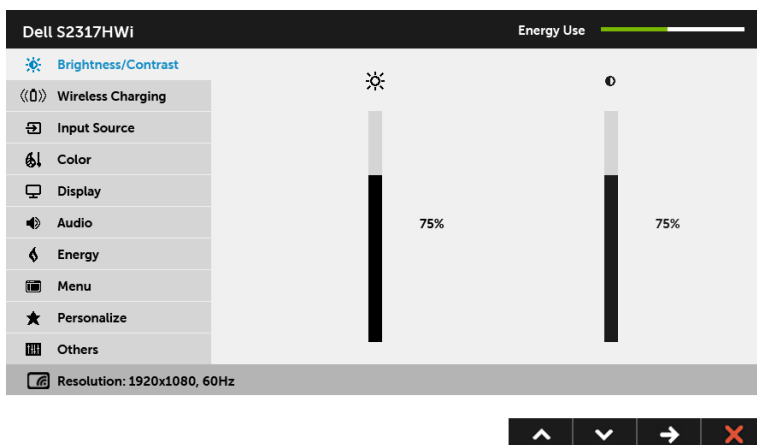 Dell S2317HWi Energy Use
Brightness/Contrast
Wireless Charging
Input Source
Color
Display
Audio
75% 75%
Energy
Menu
Personalize
Others
Resolution: 1920x1080, 60Hz